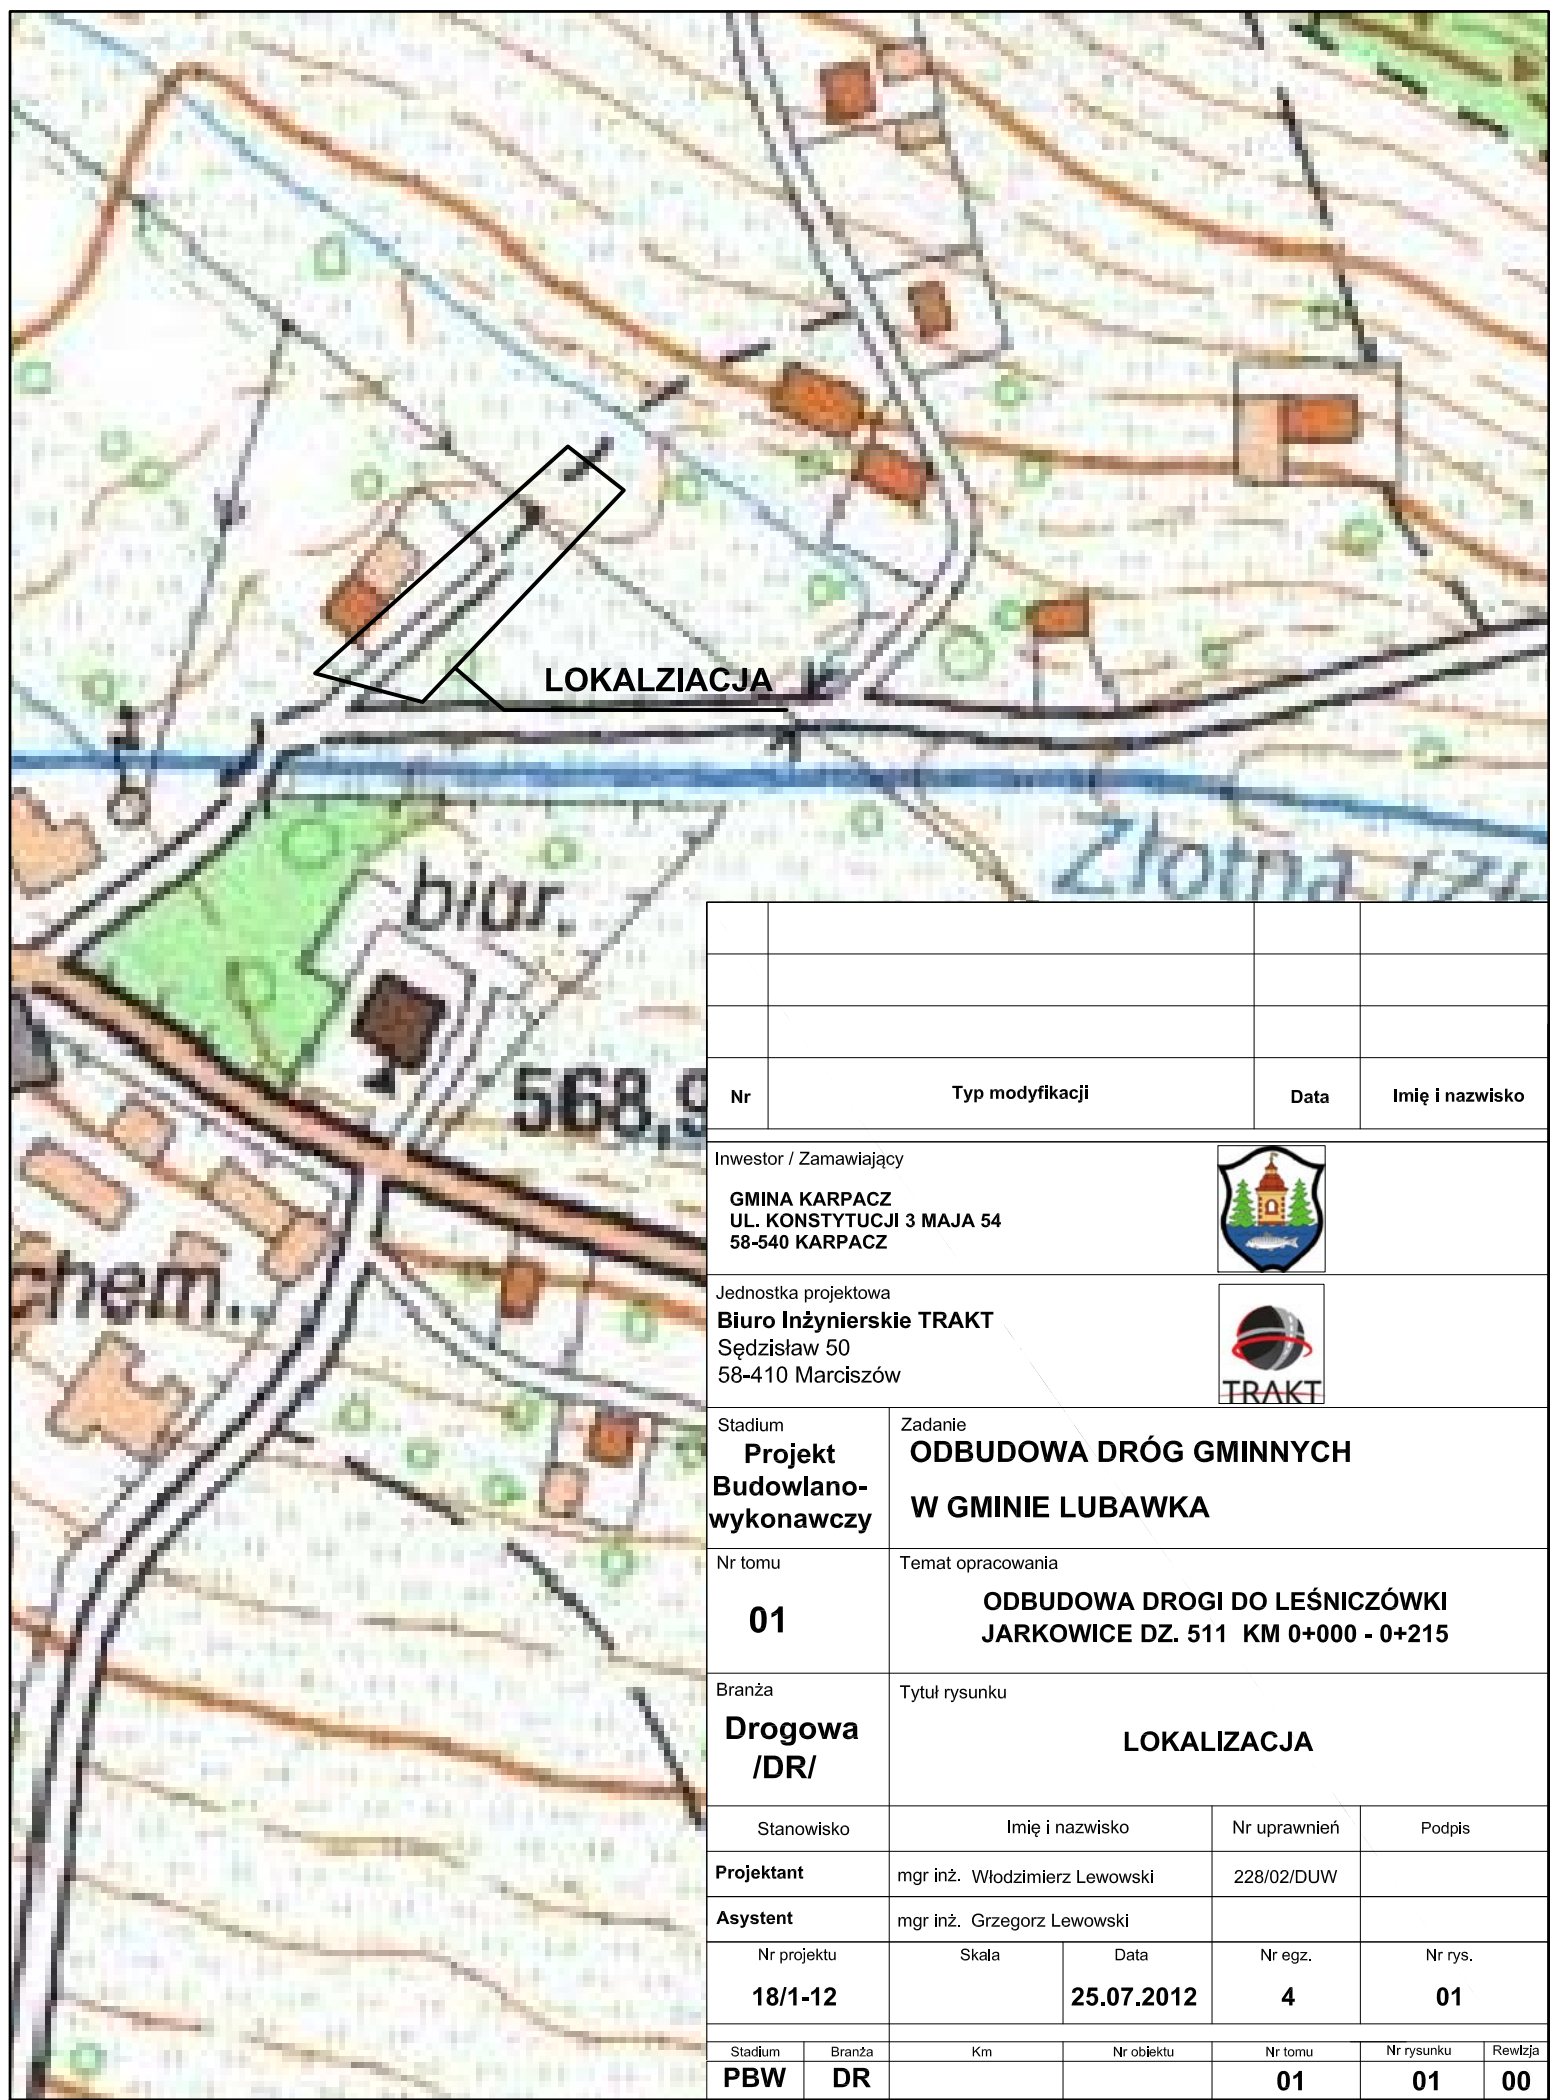 LOKALZIACJA
Złotna
biur.
568,9
chem.
Nr Typ modyfikacji Data Imię i nazwisko
Inwestor / Zamawiający
GMINA KARPACZ
UL. KONSTYTUCJI 3 MAJA 54
58-540 KARPACZ
Jednostka projektowa
Biuro Inżynierskie TRAKT
Sędzisław 50
58-410 Marciszów
TRAKT
Stadium
Projekt
Budowlano-
wykonawczy
Zadanie
ODBUDOWA DRÓG GMINNYCH
W GMINIE LUBAWKA
Nr tomu
01
Temat opracowania
ODBUDOWA DROGI DO LEŚNICZÓWKI
JARKOWICE DZ. 511 KM 0+000 - 0+215
Branża
Drogowa
/DR/
Tytuł rysunku
LOKALIZACJA
Stanowisko Imię i nazwisko Nr uprawnień Podpis
Projektant mgr inż. Włodzimierz Lewowski 228/02/DUW
Asystent mgr inż. Grzegorz Lewowski
Nr projektu Skala Data Nr egz. Nr rys.
18/1-12 25.07.2012 4 01
Stadium Branża Km Nr obiektu Nr tomu Nr rysunku Rewizja
PBW DR 01 01 00